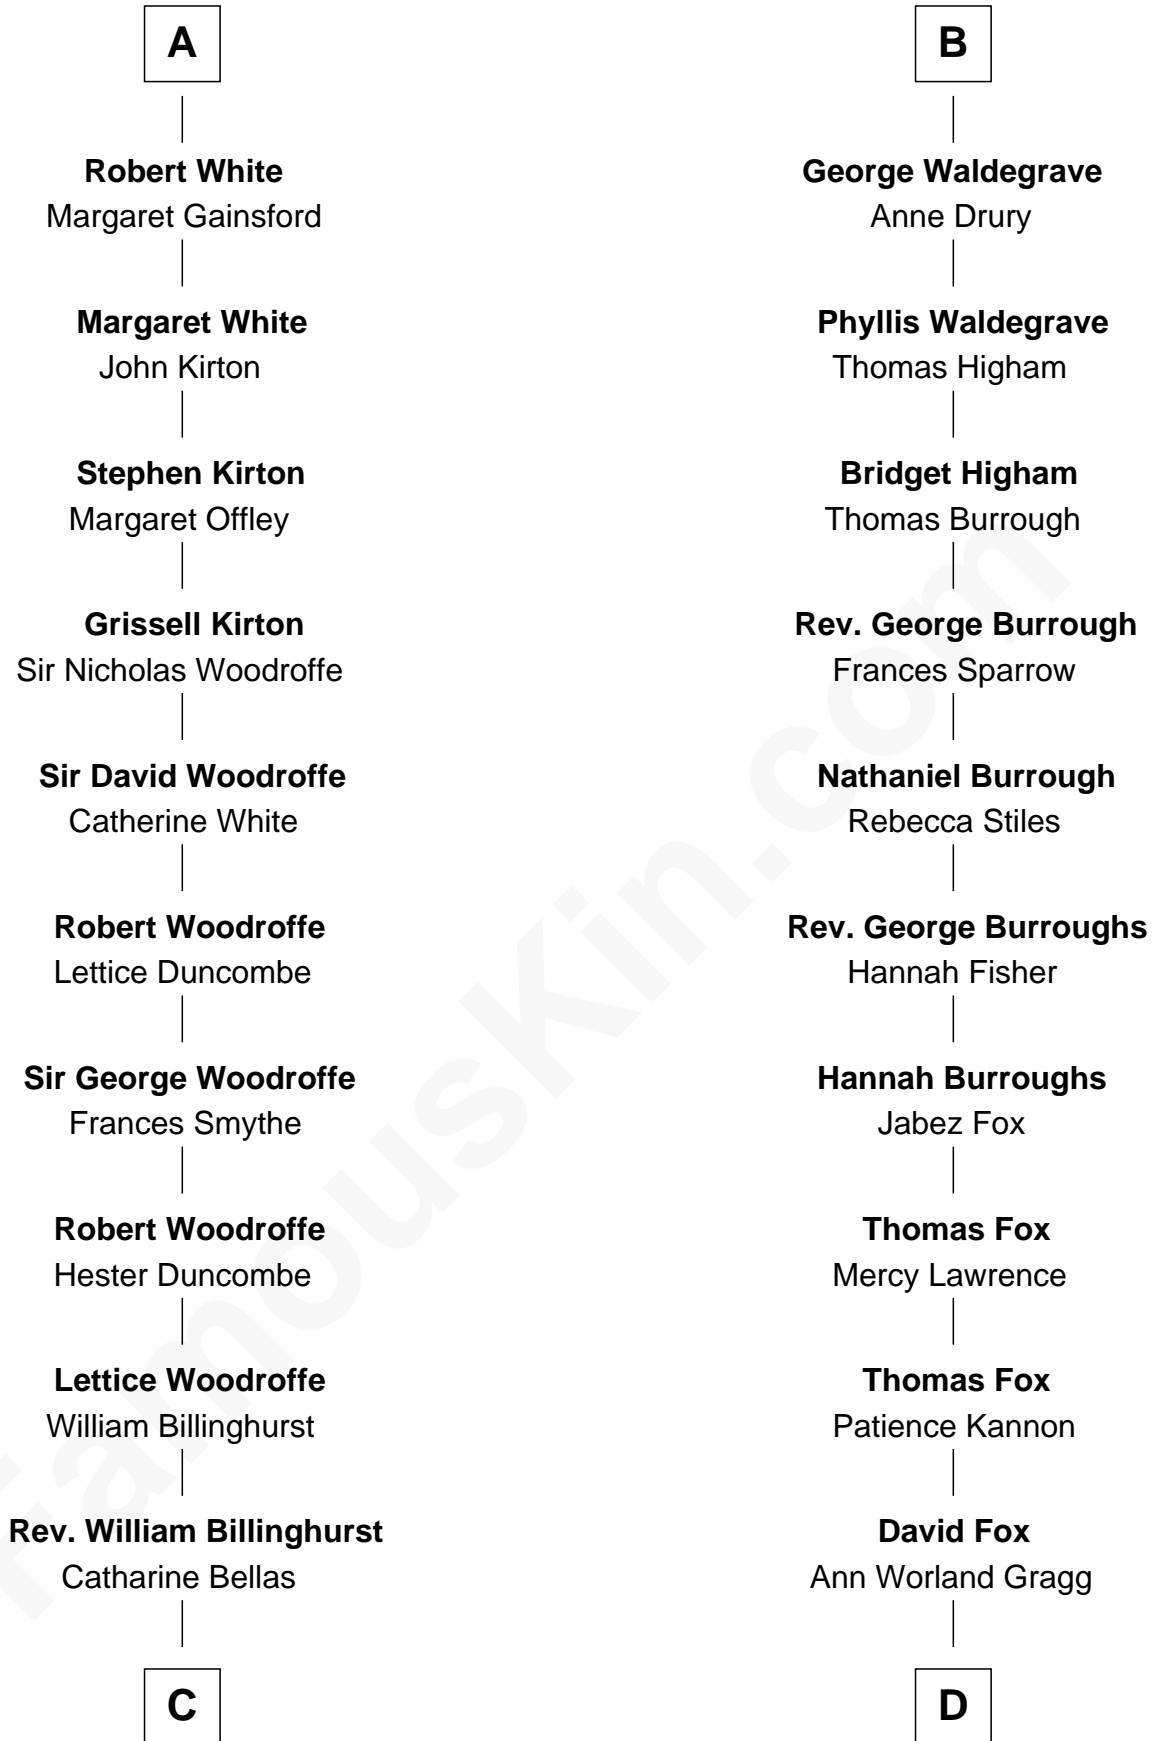 A
Robert White
Margaret Gainsford
Margaret White
John Kirton
Stephen Kirton
Margaret Offley
Grissell Kirton
Sir Nicholas Woodroffe
Sir David Woodroffe
Catherine White
Robert Woodroffe
Lettice Duncombe
Sir George Woodroffe
Frances Smythe
Robert Woodroffe
Hester Duncombe
Lettice Woodroffe
William Billinghurst
Rev. William Billinghurst
Catharine Bellas
C
B
George Waldegrave
Anne Drury
Phyllis Waldegrave
Thomas Higham
Bridget Higham
Thomas Burrough
Rev. George Burrough
Frances Sparrow
Nathaniel Burrough
Rebecca Stiles
Rev. George Burroughs
Hannah Fisher
Hannah Burroughs
Jabez Fox
Thomas Fox
Mercy Lawrence
Thomas Fox
Patience Kannon
David Fox
Ann Worland Gragg
D
FamousKin.com